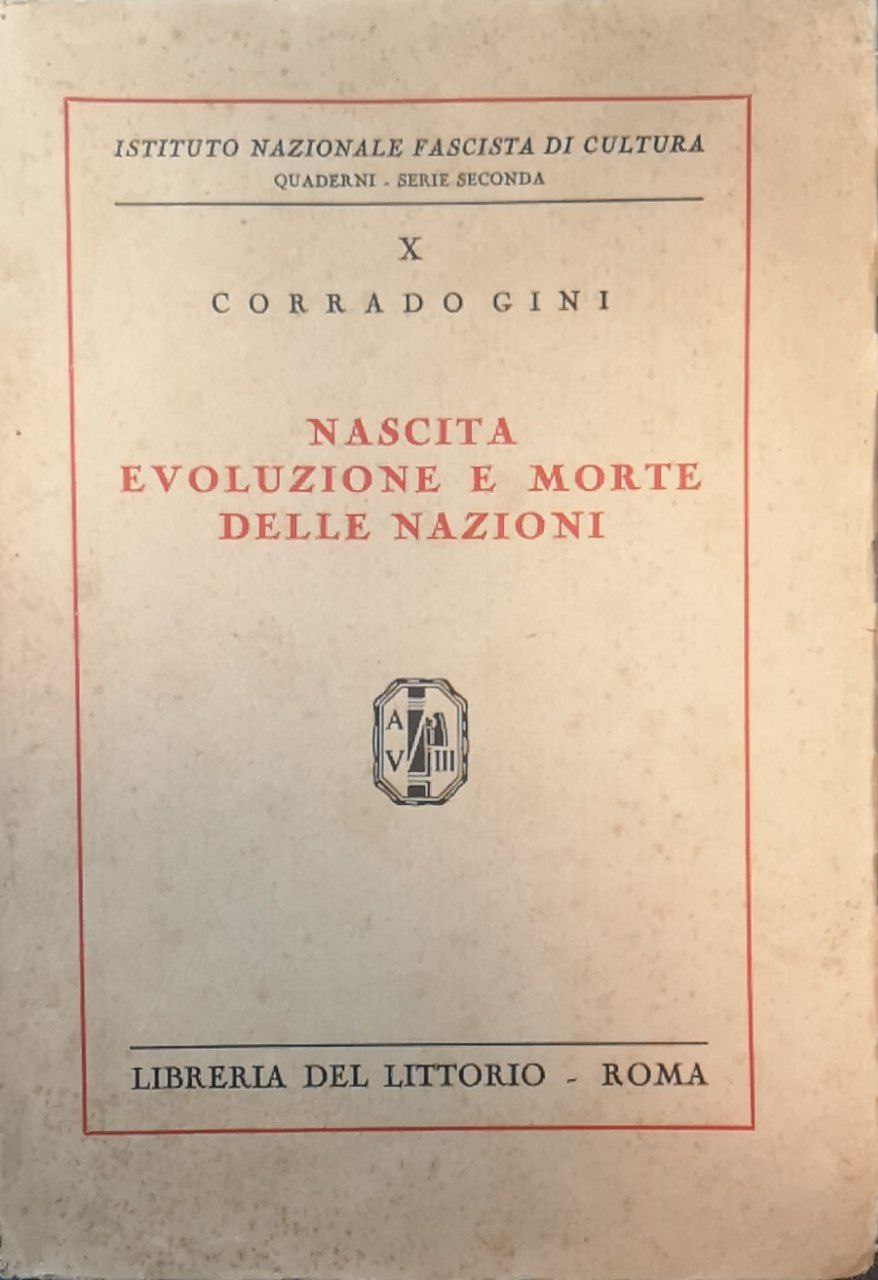 ISTITUTO NAZIONALE FASCISTA DI CULTURA
QUADERNI - SERIE SECONDA
X
CORRADO GINI
NASCITA
EVOLUZIONE E MORTE
DELLE NAZIONI
A
VIII
LIBRERIA DEL LITTORIO - ROMA